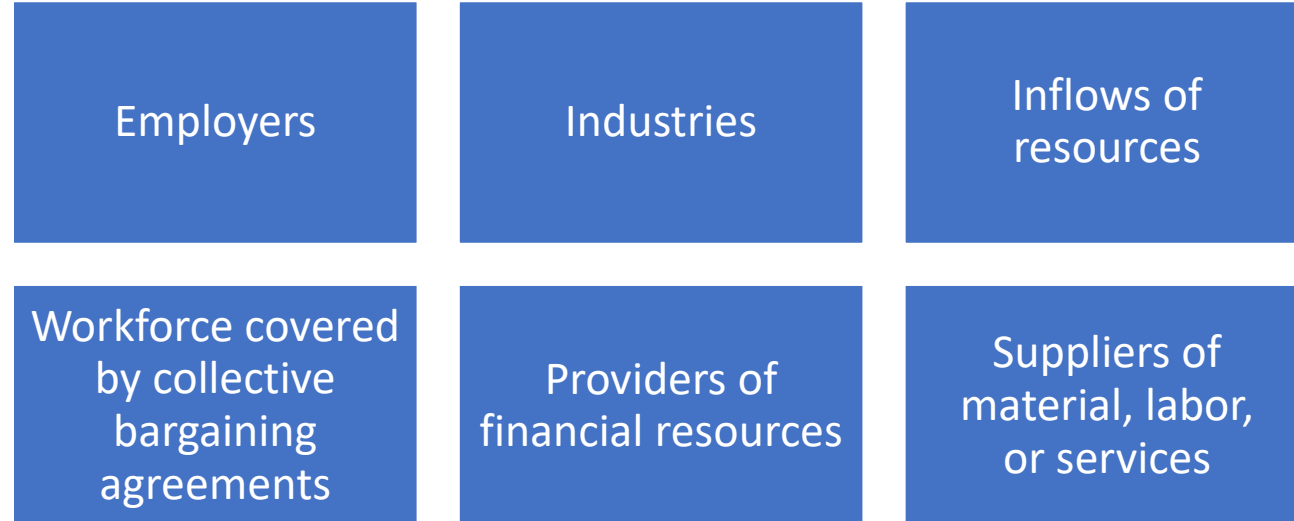 Employers
Industries
Inflows of
resources
Workforce covered
by collective
bargaining
agreements
Providers of
financial resources
Suppliers of
material, labor,
or services